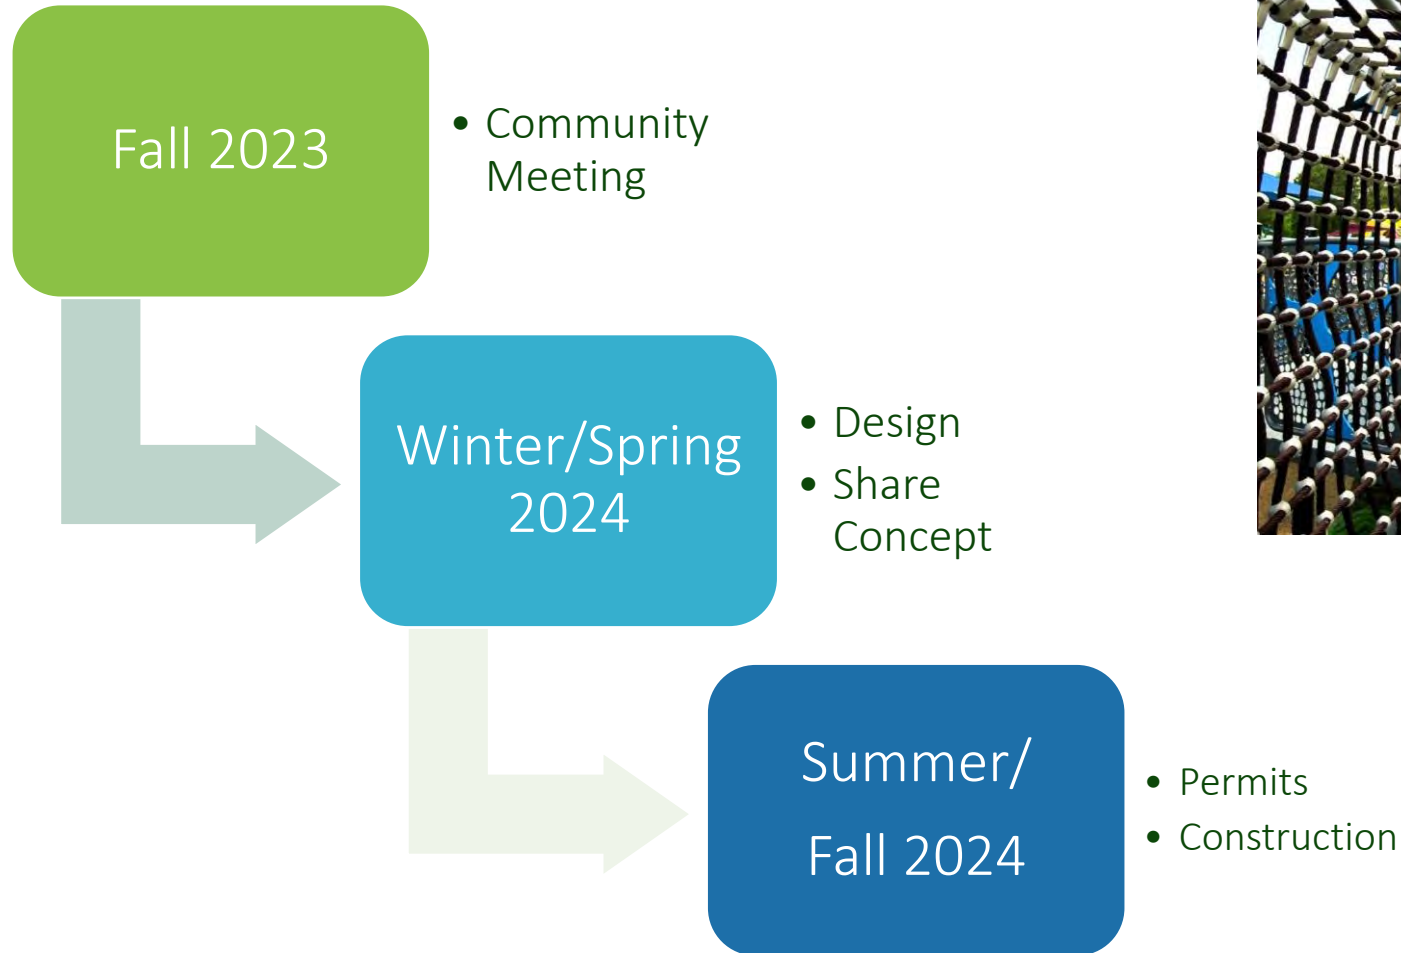 Fall 2023
• Community
Meeting
Winter/Spring
2024
• Design
• Share
Concept
Summer/
Fall 2024
• Permits
• Construction